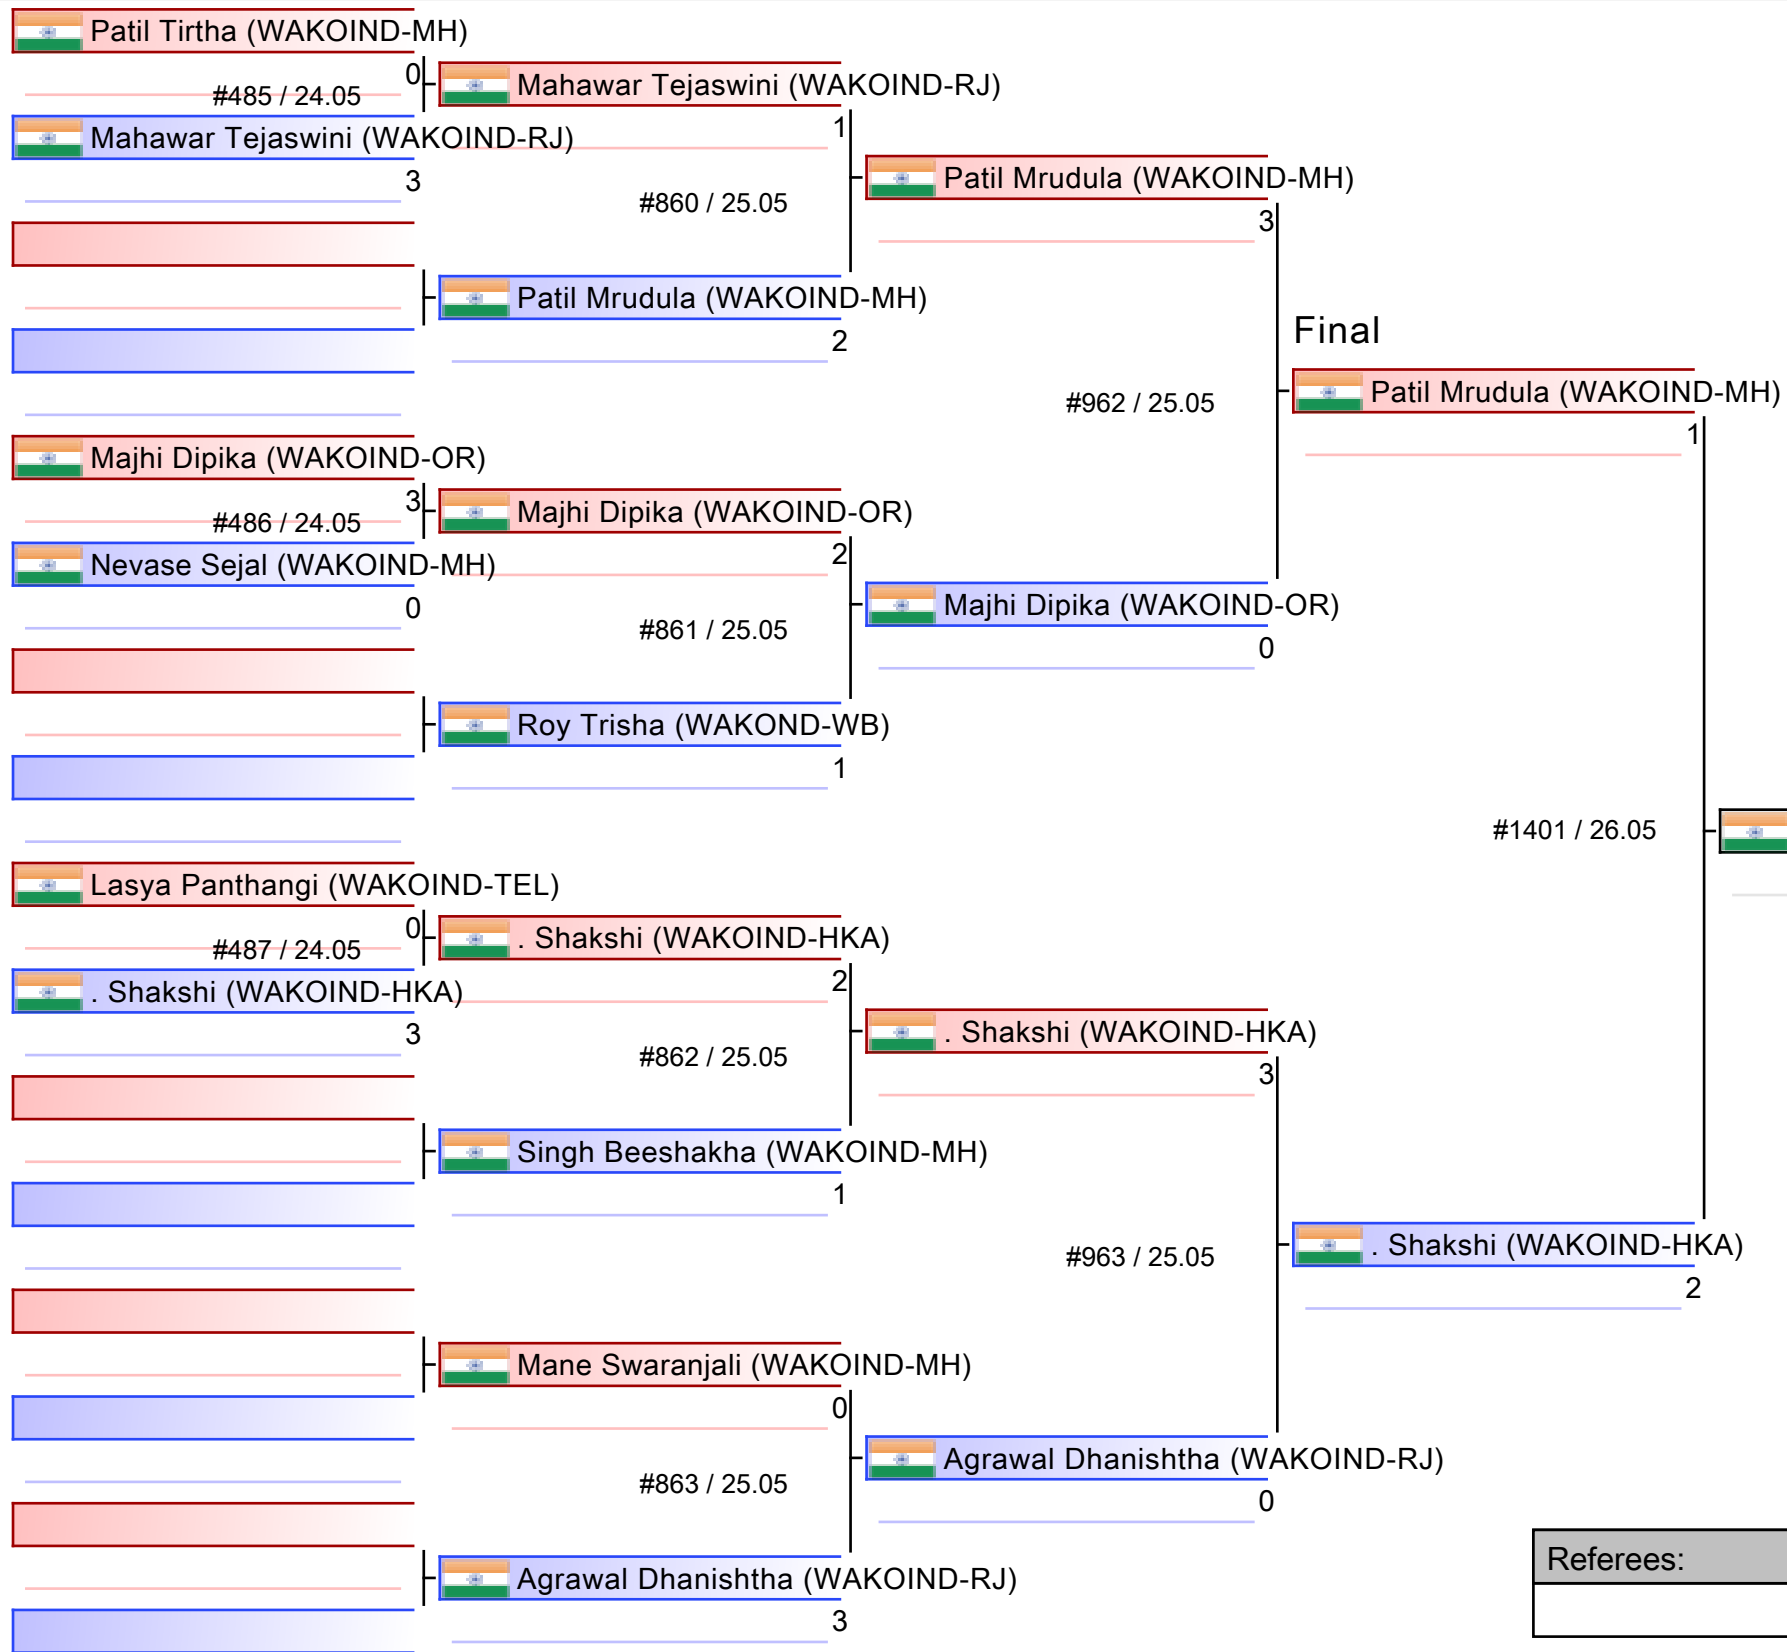 Patil Tirtha (WAKOIND-MH)
0
#485 / 24.05
Mahawar Tejaswini (WAKOIND-RJ)
3
Mahawar Tejaswini (WAKOIND-RJ)
1
#860 / 25.05
Patil Mrudula (WAKOIND-MH)
2
Patil Mrudula (WAKOIND-MH)
3
Majhi Dipika (WAKOIND-OR)
3
#486 / 24.05
Nevase Sejal (WAKOIND-MH)
0
Majhi Dipika (WAKOIND-OR)
2
#861 / 25.05
Roy Trisha (WAKOND-WB)
1
#962 / 25.05
Majhi Dipika (WAKOIND-OR)
0
Final
Patil Mrudula (WAKOIND-MH)
1
#1401 / 26.05
Lasya Panthangi (WAKOIND-TEL)
0
#487 / 24.05
. Shakshi (WAKOIND-HKA)
3
. Shakshi (WAKOIND-HKA)
2
#862 / 25.05
Singh Beeshakha (WAKOIND-MH)
1
. Shakshi (WAKOIND-HKA)
3
#963 / 25.05
. Shakshi (WAKOIND-HKA)
2
Mane Swaranjali (WAKOIND-MH)
0
#863 / 25.05
Agrawal Dhanishtha (WAKOIND-RJ)
3
Agrawal Dhanishtha (WAKOIND-RJ)
0
Referees: